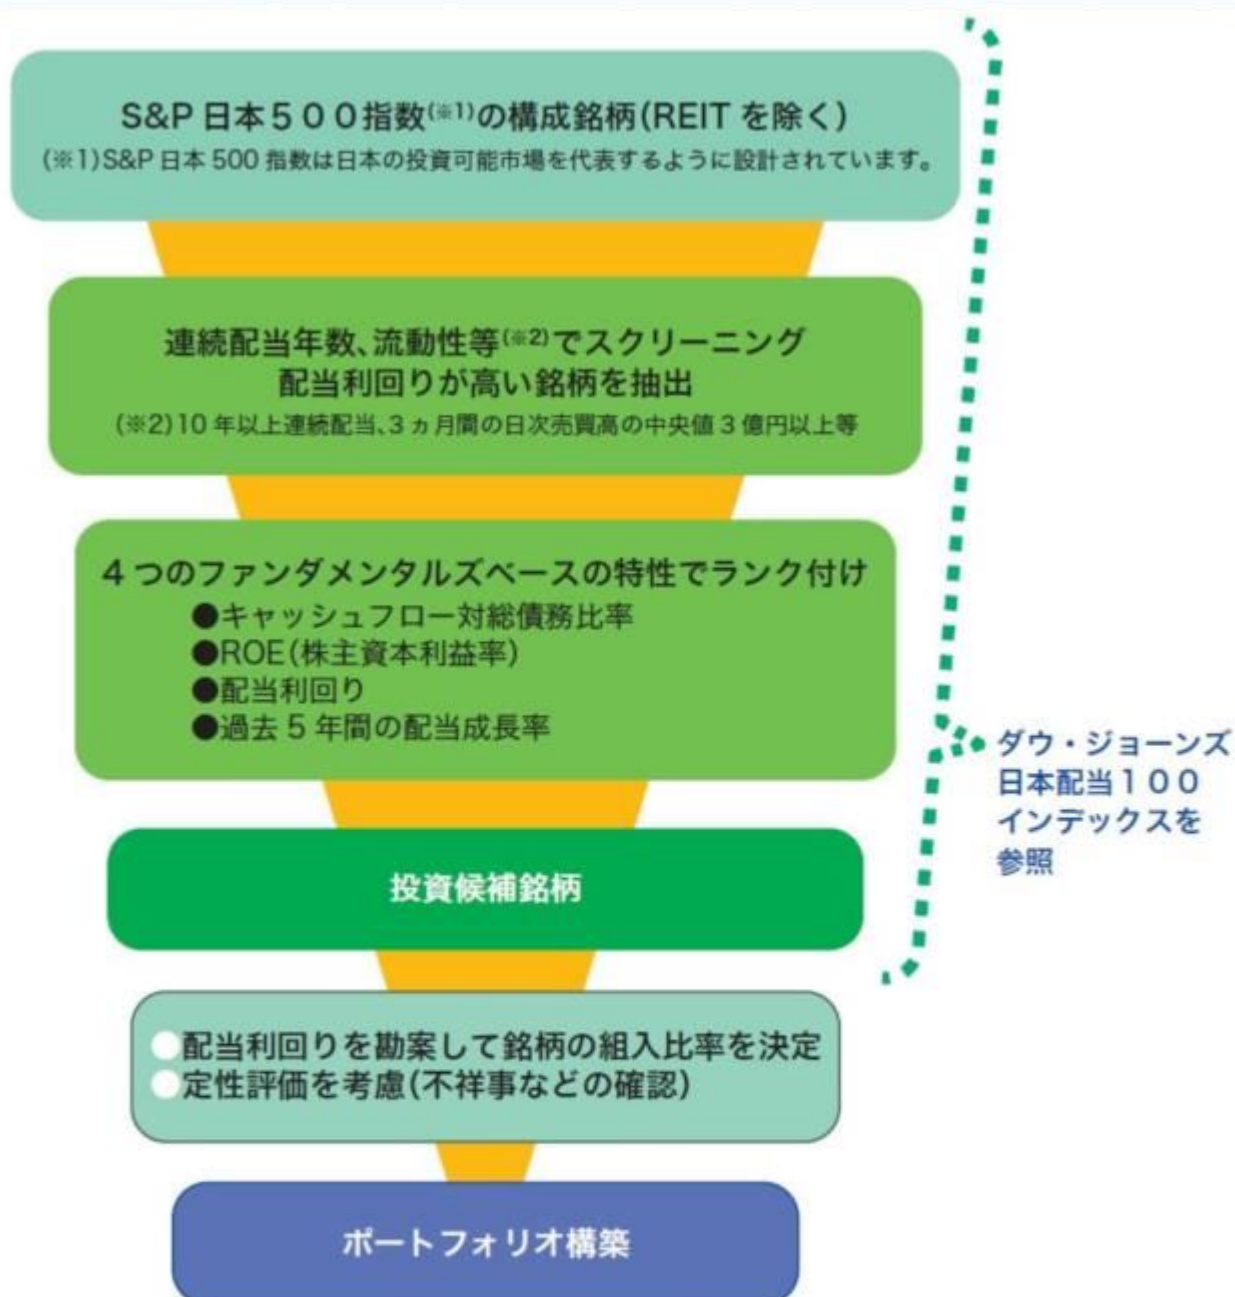 S&P 日本５００指数(※1)の構成銘柄(REIT を除く)
(※1)S&P 日本 500 指数は日本の投資可能市場を代表するように設計されています。
連続配当年数、流動性等(※2)でスクリーニング
配当利回りが高い銘柄を抽出
(※2)10 年以上連続配当、3 ヵ月間の日次売買高の中央値 3 億円以上等
4 つのファンダメンタルズベースの特性でランク付け
●キャッシュフロー対総債務比率
●ROE(株主資本利益率)
●配当利回り
●過去 5 年間の配当成長率
ダウ・ジョーンズ
日本配当１００
インデックスを
参照
投資候補銘柄
●配当利回りを勘案して銘柄の組入比率を決定
●定性評価を考慮(不祥事などの確認)
ポートフォリオ構築